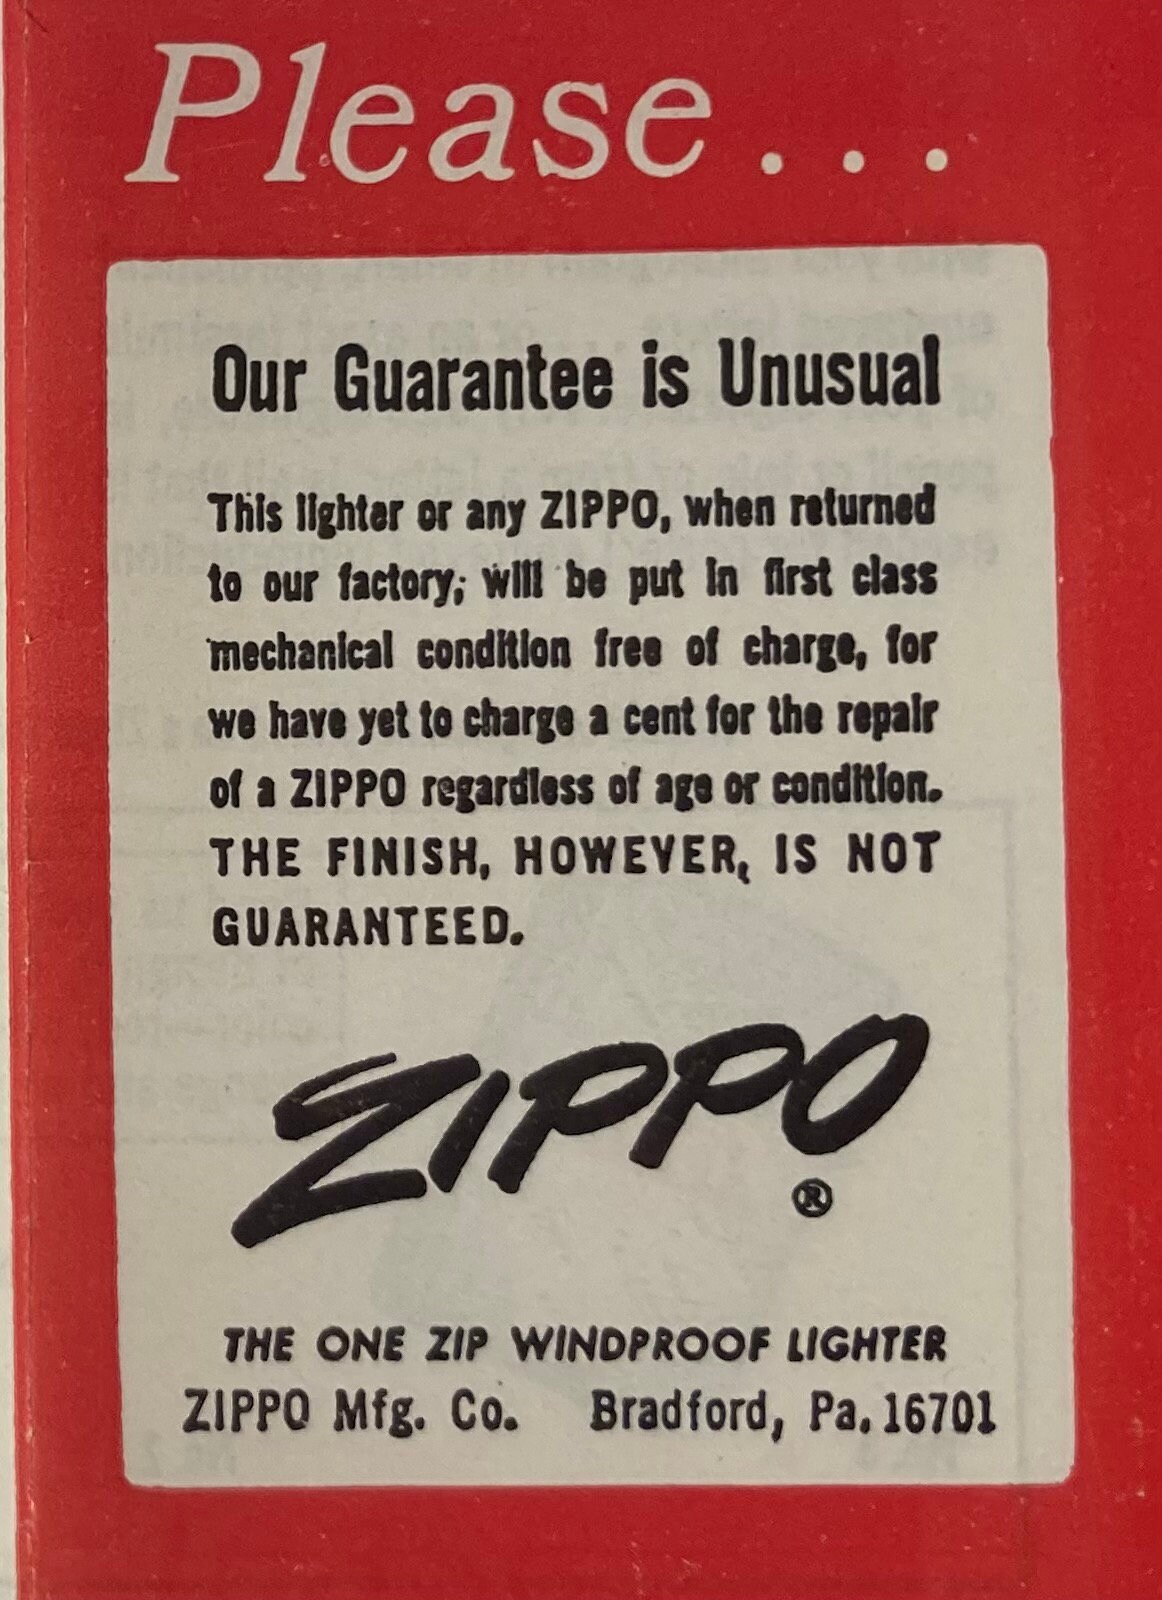 Please...
Our Guarantee is Unusual
This lighter or any ZIPPO, when returned
to our factory, will be put in first class
mechanical condition free of charge, for
we have yet to charge a cent for the repair
of a ZIPPO regardless of age or condition.
THE FINISH, HOWEVER, IS NOT
GUARANTEED.
ZIPPO
®
THE ONE ZIP WINDPROOF LIGHTER
ZIPPO Mfg. Co. Bradford, Pa. 16701